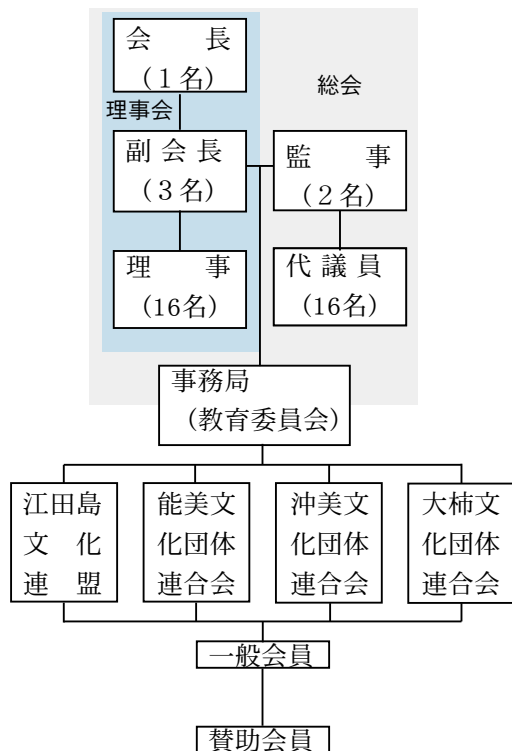 会　長
（１名）
総会
理事会
副 会 長
（３名）
監　事
（２名）
理　事
（16名）
代 議 員
（16名）
事務局
（教育委員会）
江田島
文　化
連　盟
能美文
化団体
連合会
沖美文
化団体
連合会
大柿文
化団体
連合会
一般会員
賛助会員